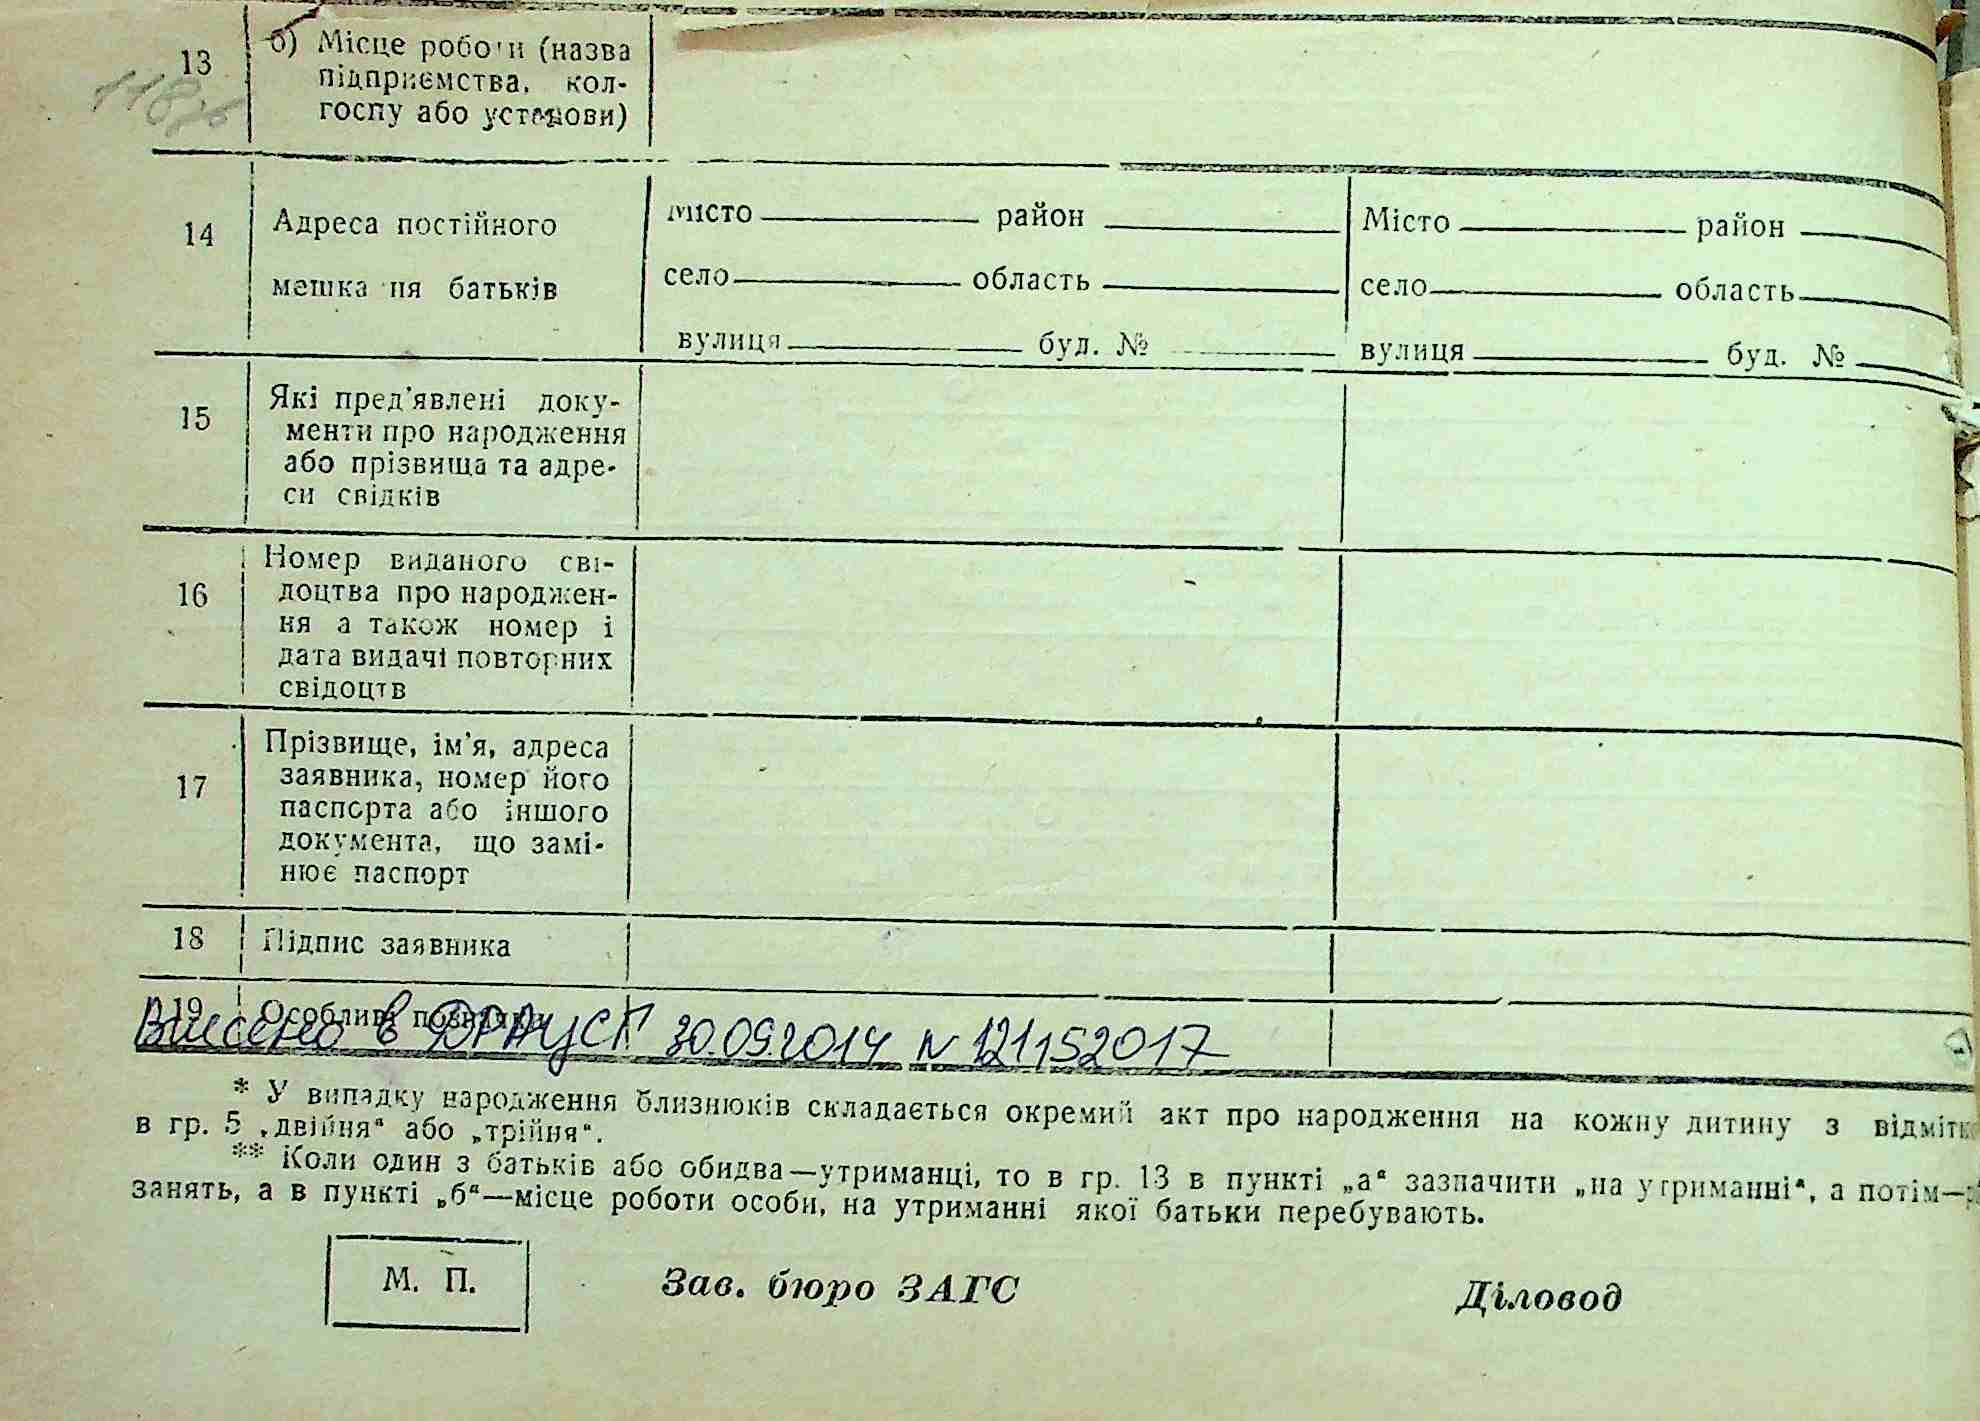 13 б) Місце роботи (назва
підприємства, кол-
госпу або установи)
14 Адреса постійного
мешкання батьків
Місто район Місто район
село область село область
вулиця буд. № вулиця буд. №
15 Які пред'явлені доку-
менти про народження
або прізвища та адре-
си свідків
16 Номер виданого сві-
доцтва про народжен-
ня а також номер і
дата видачі повторних
свідоцтв
17 Прізвище, ім'я, адреса
заявника, номер його
паспорта або іншого
документа, що замі-
нює паспорт
18 Підпис заявника
19 Особливі
Внесено в ДРАЦСГ 30.09.2014 N 121152017
* У випадку народження близнюків складається окремий акт про народження на кожну дитину з відмітк
в гр. 5 „двійня“ або „трійня“.
** Коли один з батьків або обидва—утриманці, то в гр. 13 в пункті „а“ зазначити „на утриманні“, а потім—
занять, а в пункті „б“—місце роботи особи, на утриманні якої батьки перебувають.
М. П. Зав. бюро ЗАГС Діловод